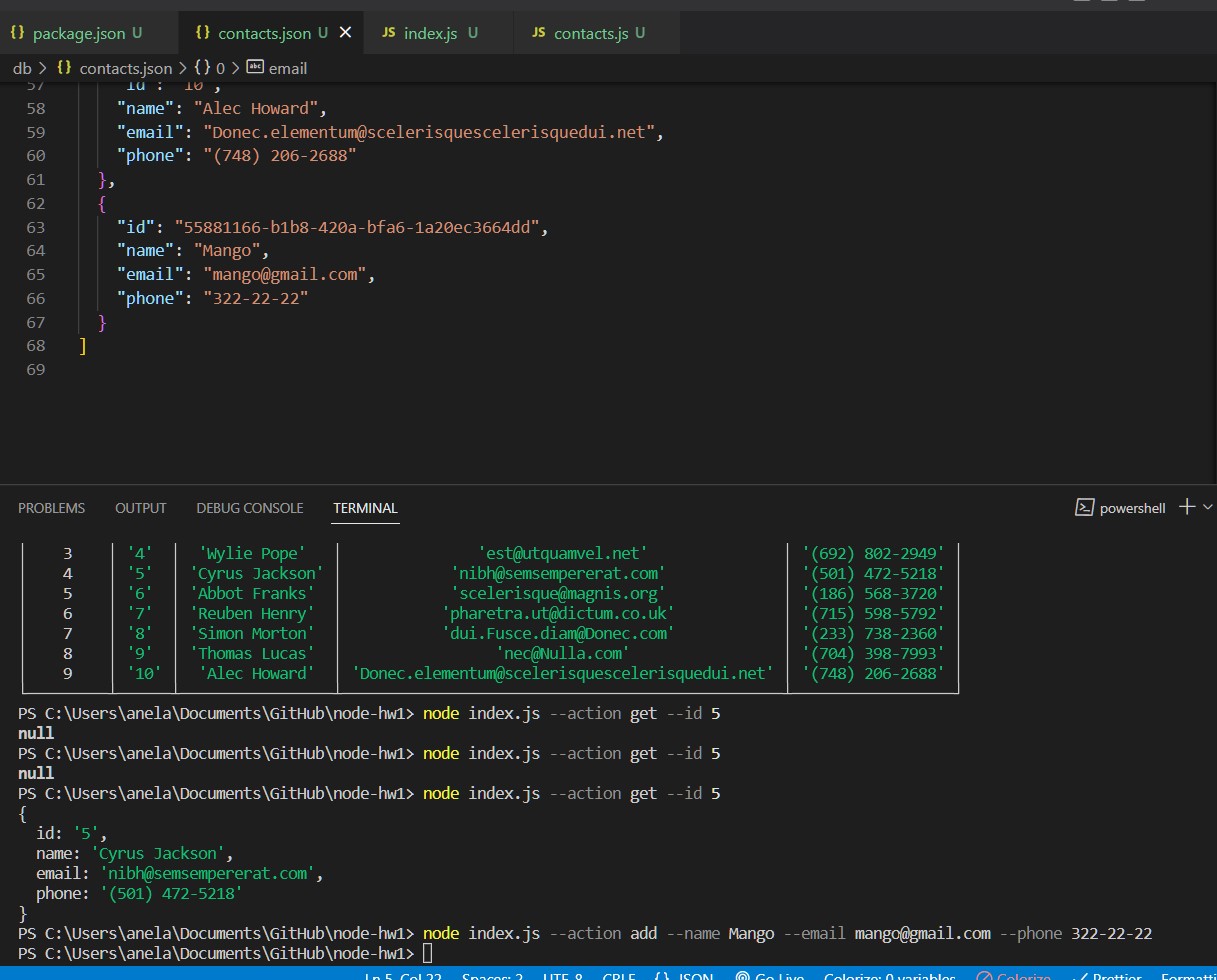 {} package.json U {} contacts.json U × JS index.js U JS contacts.js U
db > {} contacts.json > {} 0 > abc email
57 "id": "10",
58 "name": "Alec Howard",
59 "email": "Donec.elementum@scelerisquescelerisquedui.net",
60 "phone": "(748) 206-2688"
61 },
62 {
63 "id": "55881166-b1b8-420a-bfa6-1a20ec3664dd",
64 "name": "Mango",
65 "email": "mango@gmail.com",
66 "phone": "322-22-22"
67 }
68 ]
69
PROBLEMS OUTPUT DEBUG CONSOLE TERMINAL powershell
3 '4' 'Wylie Pope' 'est@utquamvel.net' '(692) 802-2949'
4 '5' 'Cyrus Jackson' 'nibh@semsempererat.com' '(501) 472-5218'
5 '6' 'Abbot Franks' 'scelerisque@magnis.org' '(186) 568-3720'
6 '7' 'Reuben Henry' 'pharetra.ut@dictum.co.uk' '(715) 598-5792'
7 '8' 'Simon Morton' 'dui.Fusce.diam@Donec.com' '(233) 738-2360'
8 '9' 'Thomas Lucas' 'nec@Nulla.com' '(704) 398-7993'
9 '10' 'Alec Howard' 'Donec.elementum@scelerisquescelerisquedui.net' '(748) 206-2688'
PS C:\Users\anela\Documents\GitHub\node-hw1> node index.js --action get --id 5
null
PS C:\Users\anela\Documents\GitHub\node-hw1> node index.js --action get --id 5
null
PS C:\Users\anela\Documents\GitHub\node-hw1> node index.js --action get --id 5
{
id: '5',
name: 'Cyrus Jackson',
email: 'nibh@semsempererat.com',
phone: '(501) 472-5218'
}
PS C:\Users\anela\Documents\GitHub\node-hw1> node index.js --action add --name Mango --email mango@gmail.com --phone 322-22-22
PS C:\Users\anela\Documents\GitHub\node-hw1>
Ln 5, Col 22 Spaces: 2 UTF-8 CRLF {} JSON Go Live Colorize: 0 variables Colorize Prettier Formatti